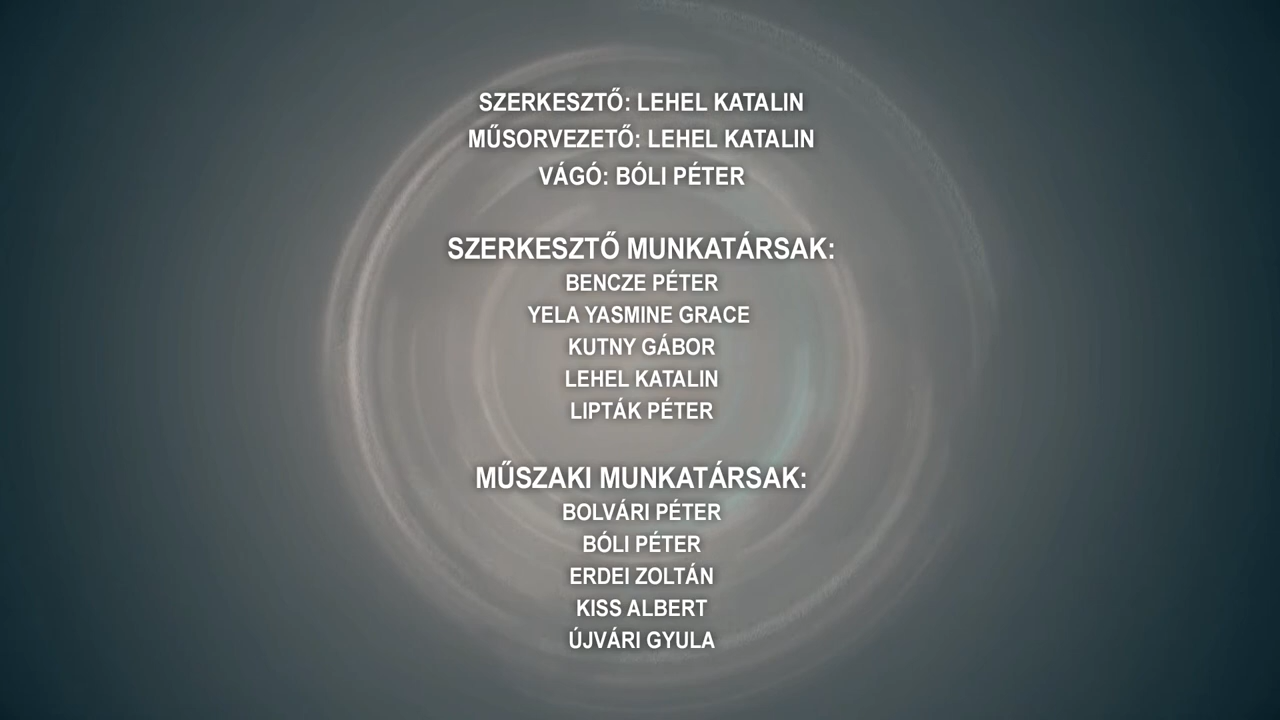 SZERKESZTŐ: LEHEL KATALIN
MŰSORVEZETŐ: LEHEL KATALIN
VÁGÓ: BÓLI PÉTER
SZERKESZTŐ MUNKATÁRSAK:
BENCZE PÉTER
YELA YASMINE GRACE
KUTNY GÁBOR
LEHEL KATALIN
LIPTÁK PÉTER
MŰSZAKI MUNKATÁRSAK:
BOLVÁRI PÉTER
BÓLI PÉTER
ERDEI ZOLTÁN
KISS ALBERT
ÚJVÁRI GYULA